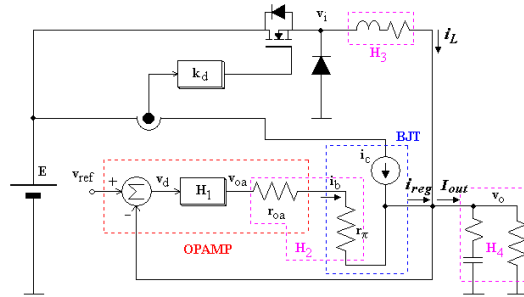 v_i
i_L
H_3
k_d
BJT
E
i_c
v_ref
+
Σ
−
v_d
H_1
v_oa
i_b
i_reg
I_out
v_o
r_oa
r_π
OPAMP
H_2
H_4